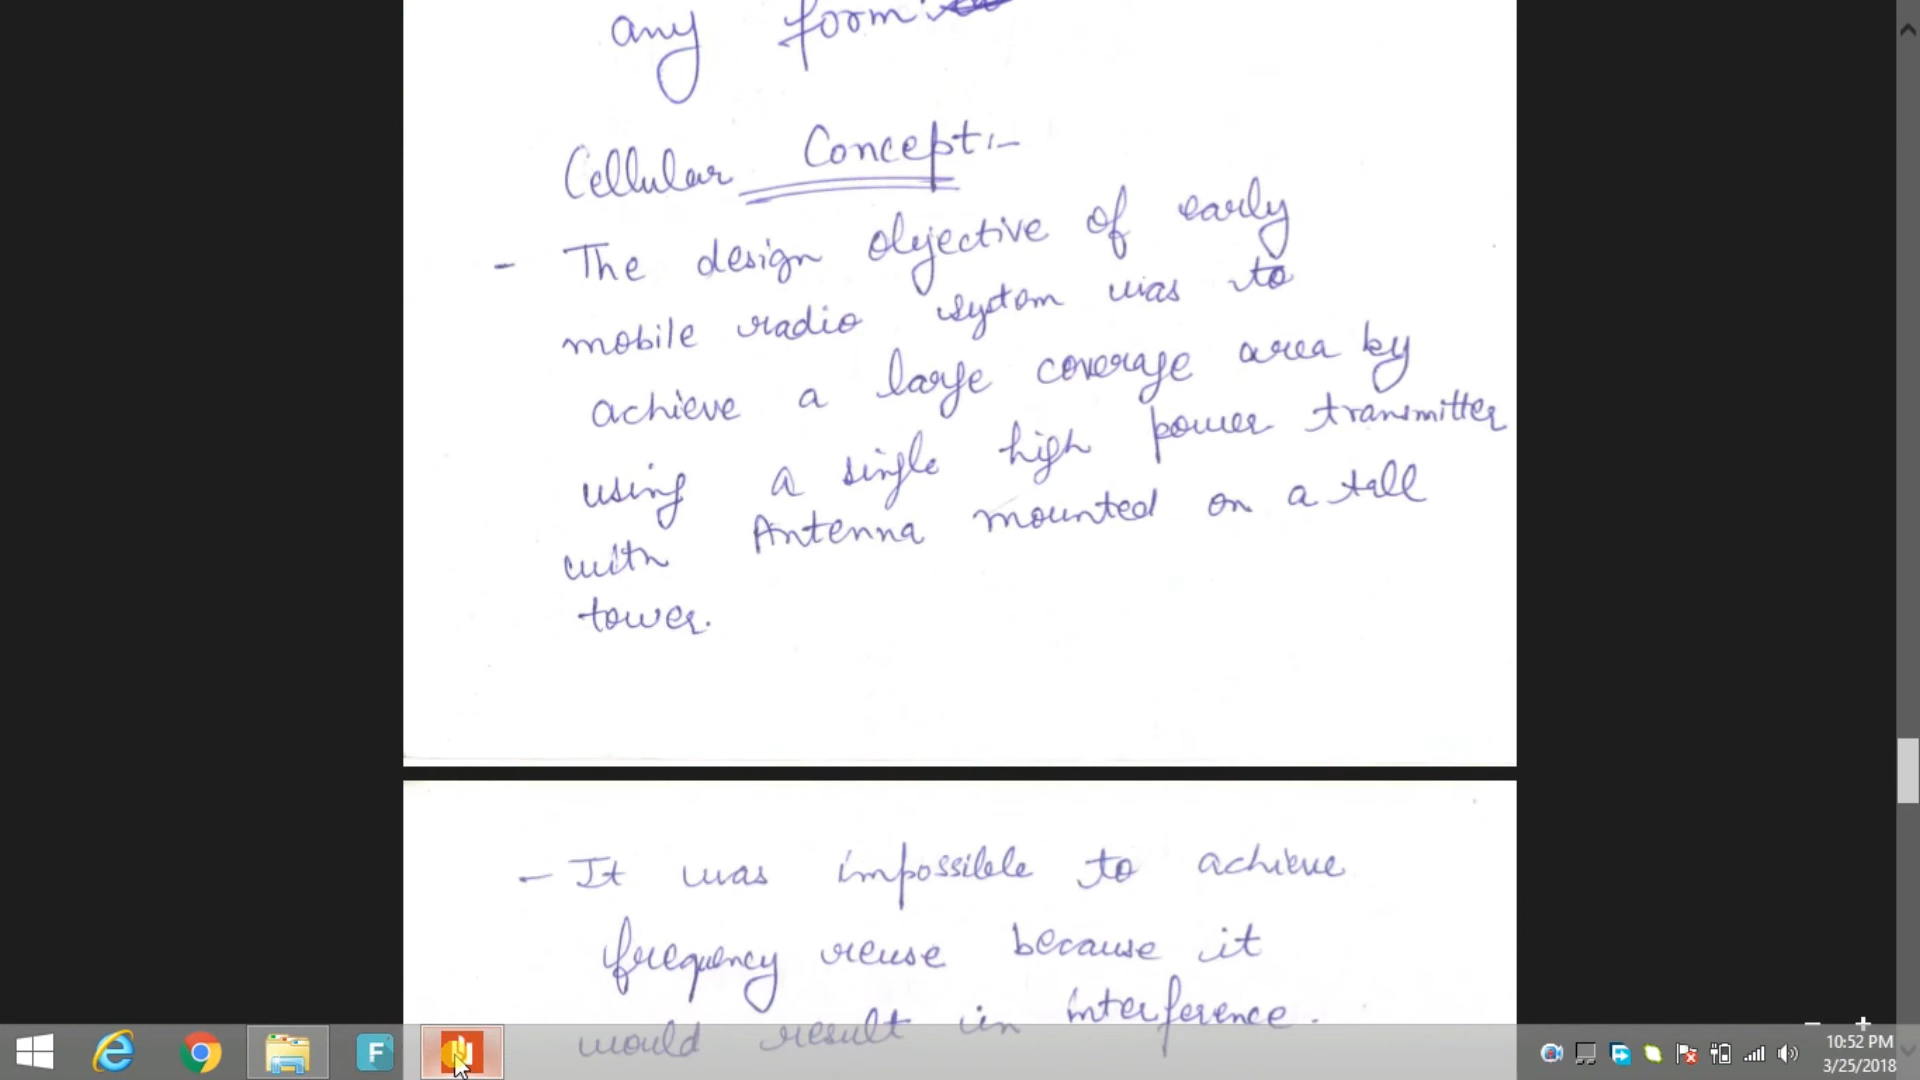 any form.
Cellular Concept:-
- The design objective of early
mobile radio system was to
achieve a large coverage area by
using a single high power transmitter
with Antenna mounted on a tall
tower.
- It was impossible to achieve
frequency reuse because it
would result in interference.
10:52 PM
3/25/2018